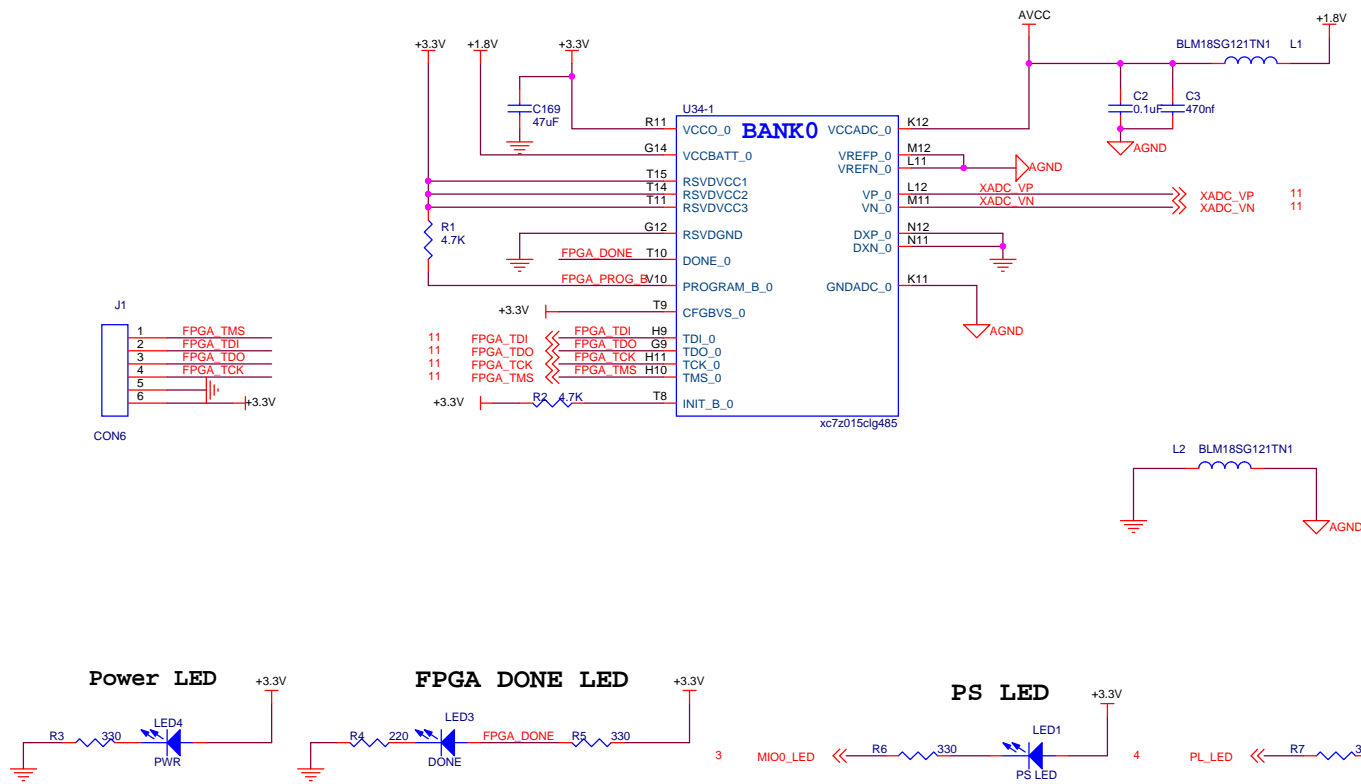 AVCC
+1.8V
+3.3V +1.8V +3.3V
BLM18SG121TN1 L1
C169
47uF
C2
0.1uF
C3
470nf
AGND
U34-1
BANK0
R11 VCCO_0
G14 VCCBATT_0
T15 RSVDVCC1
T14 RSVDVCC2
T11 RSVDVCC3
G12 RSVDGND
FPGA_DONE T10 DONE_0
FPGA_PROG_B V10 PROGRAM_B_0
+3.3V T9 CFGBVS_0
11 FPGA_TDI FPGA_TDI H9 TDI_0
11 FPGA_TDO FPGA_TDO G9 TDO_0
11 FPGA_TCK FPGA_TCK H11 TCK_0
11 FPGA_TMS FPGA_TMS H10 TMS_0
+3.3V R2 4.7K T8 INIT_B_0
R1
4.7K
VCCADC_0 K12
VREFP_0 M12
VREFN_0 L11
AGND
VP_0 L12 XADC_VP XADC_VP 11
VN_0 M11 XADC_VN XADC_VN 11
DXP_0 N12
DXN_0 N11
GNDADC_0 K11
AGND
xc7z015clg485
J1
1 FPGA_TMS
2 FPGA_TDI
3 FPGA_TDO
4 FPGA_TCK
5
6 +3.3V
CON6
L2 BLM18SG121TN1
AGND
Power LED
+3.3V
R3 330
LED4
PWR
FPGA DONE LED
+3.3V
R4 220
LED3
DONE
FPGA_DONE
R5 330
PS LED
+3.3V
3 MIO0_LED
R6 330
LED1
PS LED
4 PL_LED
R7